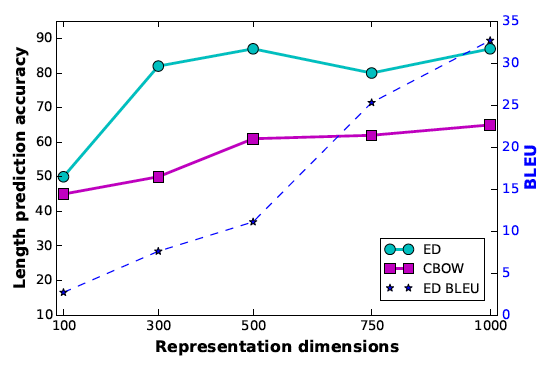 90
80
70
60
50
40
30
20
10
Length prediction accuracy
35
30
25
20
15
10
5
0
BLEU
ED
CBOW
ED BLEU
100 300 500 750 1000
Representation dimensions